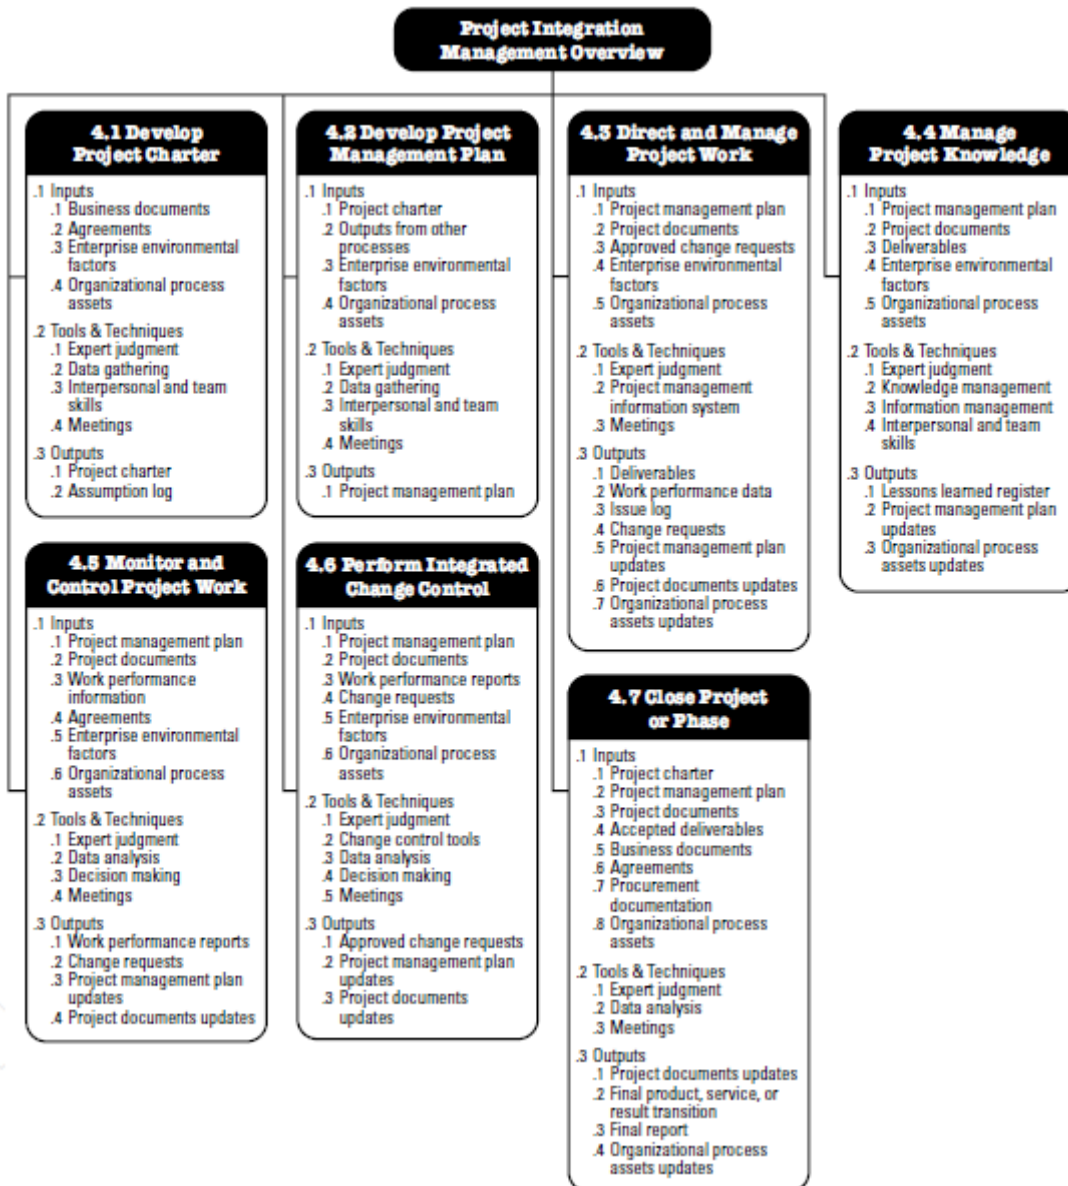 Project Integration
Management Overview
4.1 Develop
Project Charter
.1 Inputs
.1 Business documents
.2 Agreements
.3 Enterprise environmental
factors
.4 Organizational process
assets
.2 Tools & Techniques
.1 Expert judgment
.2 Data gathering
.3 Interpersonal and team
skills
.4 Meetings
.3 Outputs
.1 Project charter
.2 Assumption log
4.2 Develop Project
Management Plan
.1 Inputs
.1 Project charter
.2 Outputs from other
processes
.3 Enterprise environmental
factors
.4 Organizational process
assets
.2 Tools & Techniques
.1 Expert judgment
.2 Data gathering
.3 Interpersonal and team
skills
.4 Meetings
.3 Outputs
.1 Project management plan
4.3 Direct and Manage
Project Work
.1 Inputs
.1 Project management plan
.2 Project documents
.3 Approved change requests
.4 Enterprise environmental
factors
.5 Organizational process
assets
.2 Tools & Techniques
.1 Expert judgment
.2 Project management
information system
.3 Meetings
.3 Outputs
.1 Deliverables
.2 Work performance data
.3 Issue log
.4 Change requests
.5 Project management plan
updates
.6 Project documents updates
.7 Organizational process
assets updates
4.4 Manage
Project Knowledge
.1 Inputs
.1 Project management plan
.2 Project documents
.3 Deliverables
.4 Enterprise environmental
factors
.5 Organizational process
assets
.2 Tools & Techniques
.1 Expert judgment
.2 Knowledge management
.3 Information management
.4 Interpersonal and team
skills
.3 Outputs
.1 Lessons learned register
.2 Project management plan
updates
.3 Organizational process
assets updates
4.5 Monitor and
Control Project Work
.1 Inputs
.1 Project management plan
.2 Project documents
.3 Work performance
information
.4 Agreements
.5 Enterprise environmental
factors
.6 Organizational process
assets
.2 Tools & Techniques
.1 Expert judgment
.2 Data analysis
.3 Decision making
.4 Meetings
.3 Outputs
.1 Work performance reports
.2 Change requests
.3 Project management plan
updates
.4 Project documents updates
4.6 Perform Integrated
Change Control
.1 Inputs
.1 Project management plan
.2 Project documents
.3 Work performance reports
.4 Change requests
.5 Enterprise environmental
factors
.6 Organizational process
assets
.2 Tools & Techniques
.1 Expert judgment
.2 Change control tools
.3 Data analysis
.4 Decision making
.5 Meetings
.3 Outputs
.1 Approved change requests
.2 Project management plan
updates
.3 Project documents
updates
4.7 Close Project
or Phase
.1 Inputs
.1 Project charter
.2 Project management plan
.3 Project documents
.4 Accepted deliverables
.5 Business documents
.6 Agreements
.7 Procurement
documentation
.8 Organizational process
assets
.2 Tools & Techniques
.1 Expert judgment
.2 Data analysis
.3 Meetings
.3 Outputs
.1 Project documents updates
.2 Final product, service, or
result transition
.3 Final report
.4 Organizational process
assets updates